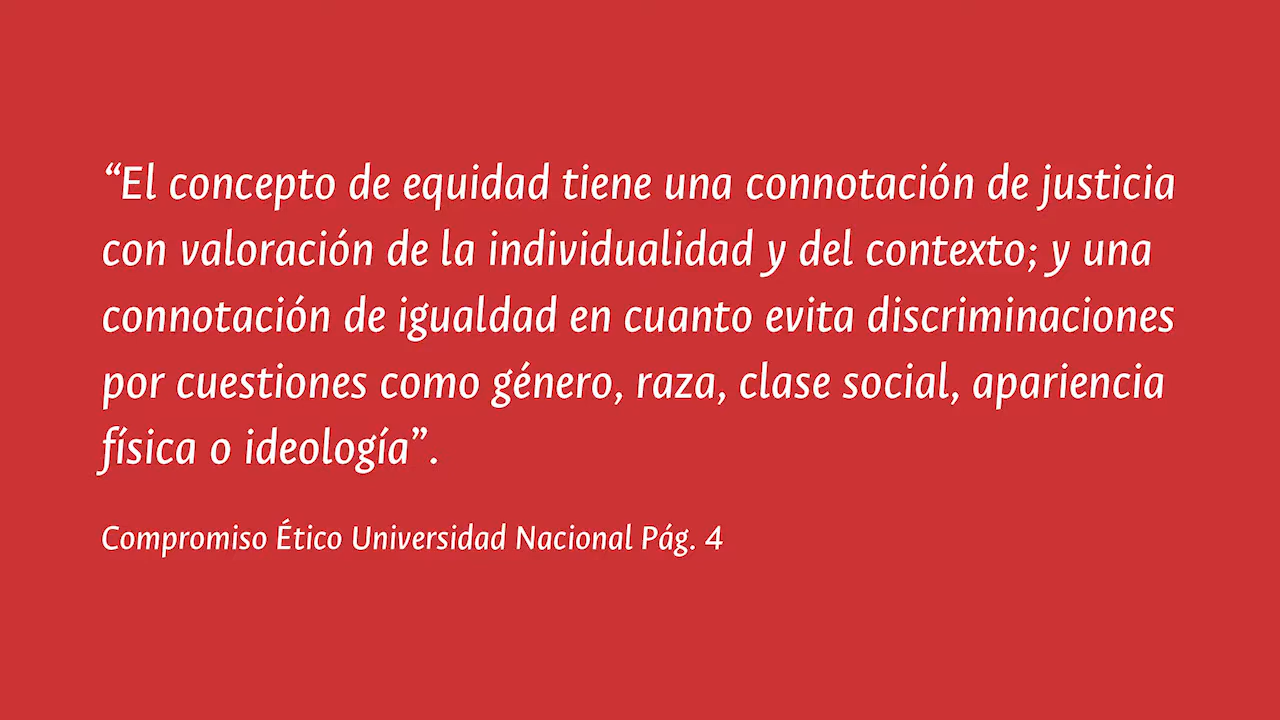 “El concepto de equidad tiene una connotación de justicia
con valoración de la individualidad y del contexto; y una
connotación de igualdad en cuanto evita discriminaciones
por cuestiones como género, raza, clase social, apariencia
física o ideología”.
Compromiso Ético Universidad Nacional Pág. 4